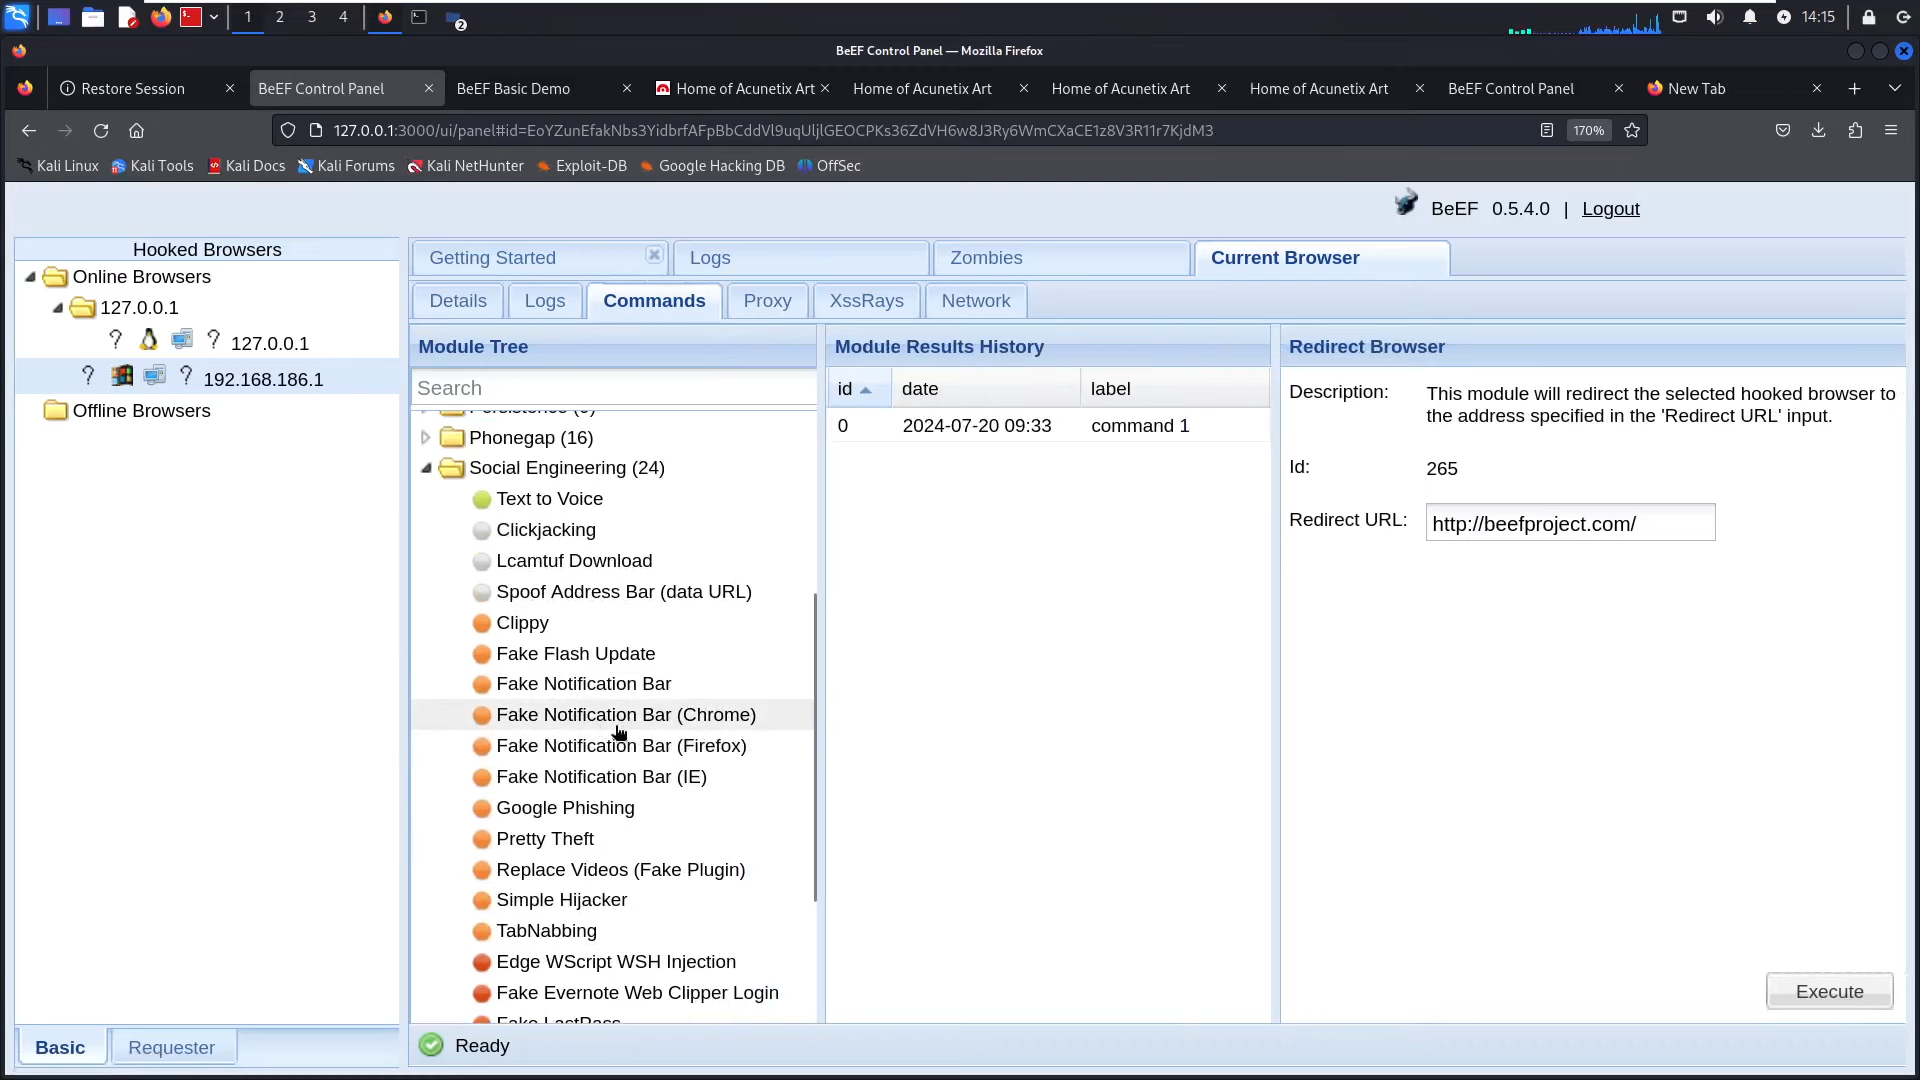 1 2 3 4 2 14:15
BeEF Control Panel — Mozilla Firefox
Restore Session
BeEF Control Panel
BeEF Basic Demo
Home of Acunetix Art
Home of Acunetix Art
Home of Acunetix Art
Home of Acunetix Art
BeEF Control Panel
New Tab
127.0.0.1:3000/ui/panel#id=EoYZunEfakNbs3YidbrfAFpBbCddVl9uqUljlGEOCPKs36ZdVH6w8J3Ry6WmCXaCE1z8V3R11r7KjdM3
170%
Kali Linux Kali Tools Kali Docs Kali Forums Kali NetHunter Exploit-DB Google Hacking DB OffSec
BeEF 0.5.4.0 | Logout
Hooked Browsers
Online Browsers
127.0.0.1
? ? 127.0.0.1
? ? 192.168.186.1
Offline Browsers
Basic Requester
Getting Started Logs Zombies Current Browser
Details Logs Commands Proxy XssRays Network
Module Tree
Search
Phonegap (16)
Social Engineering (24)
Text to Voice
Clickjacking
Lcamtuf Download
Spoof Address Bar (data URL)
Clippy
Fake Flash Update
Fake Notification Bar
Fake Notification Bar (Chrome)
Fake Notification Bar (Firefox)
Fake Notification Bar (IE)
Google Phishing
Pretty Theft
Replace Videos (Fake Plugin)
Simple Hijacker
TabNabbing
Edge WScript WSH Injection
Fake Evernote Web Clipper Login
Fake LastPass
Module Results History
id date label
0 2024-07-20 09:33 command 1
Redirect Browser
Description: This module will redirect the selected hooked browser to
the address specified in the 'Redirect URL' input.
Id: 265
Redirect URL: http://beefproject.com/
Execute
Ready